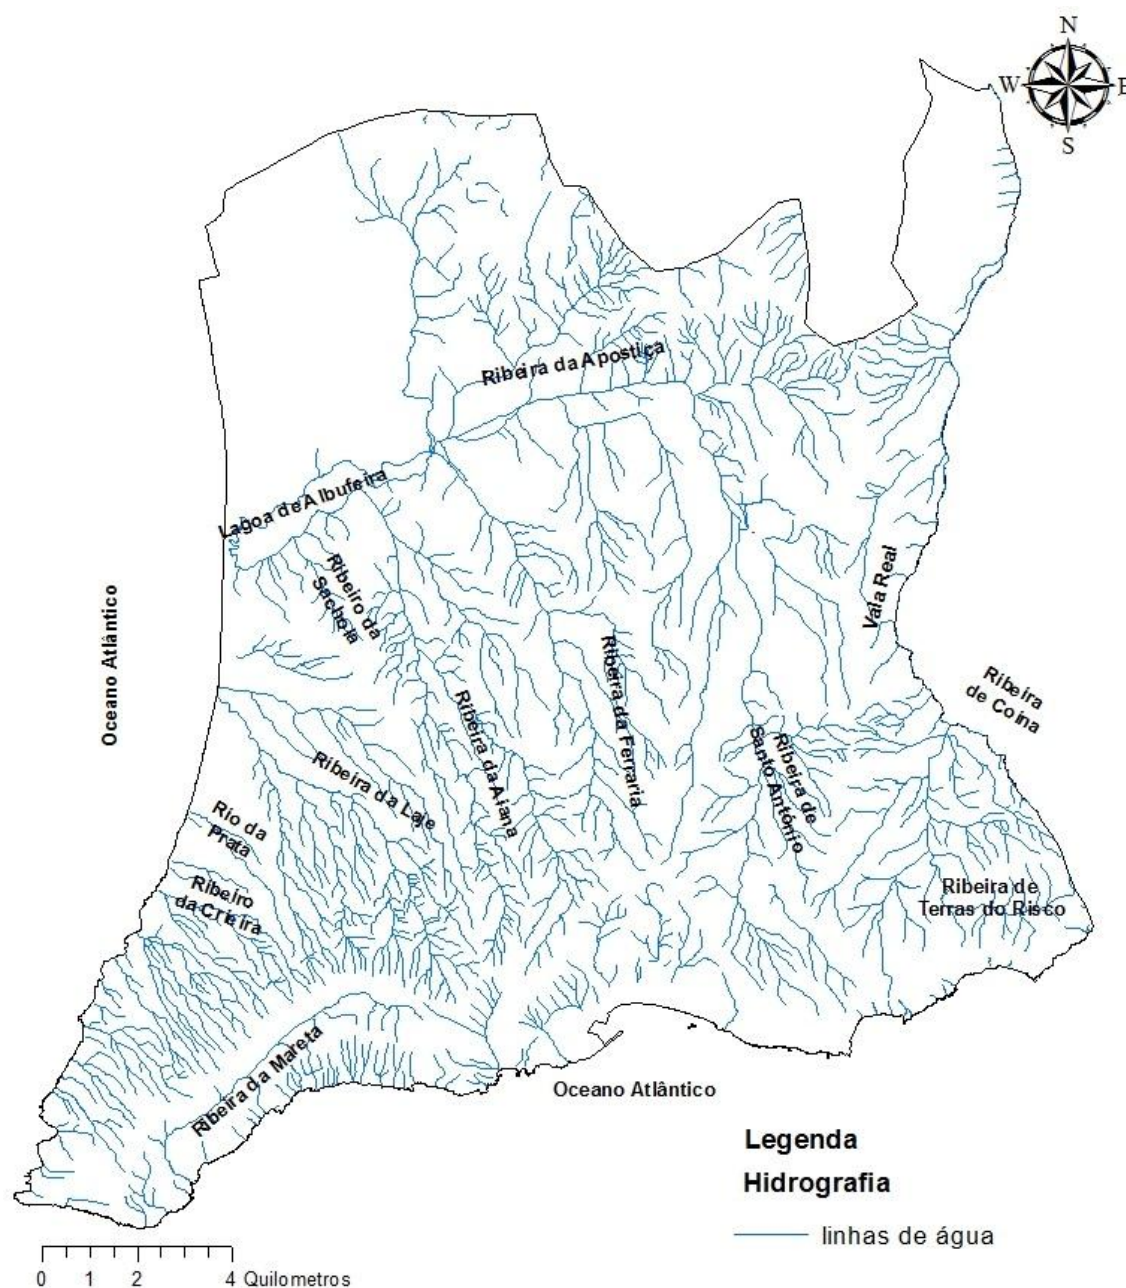 N
W
E
S
Ribeira da Apostiça
Lagoa de Albufeira
Ribeiro da
Sachola
Vala Real
Oceano Atlântico
Ribeira
de Coina
Ribeira da Ferraria
Ribeira da Aiana
Ribeira de
Santo António
Ribeira da Laje
Rio da
Prata
Ribeiro
da Crieira
Ribeira de
Terras do Risco
Ribeira da Mareta
Oceano Atlântico
Legenda
Hidrografia
linhas de água
0 1 2 4 Quilometros